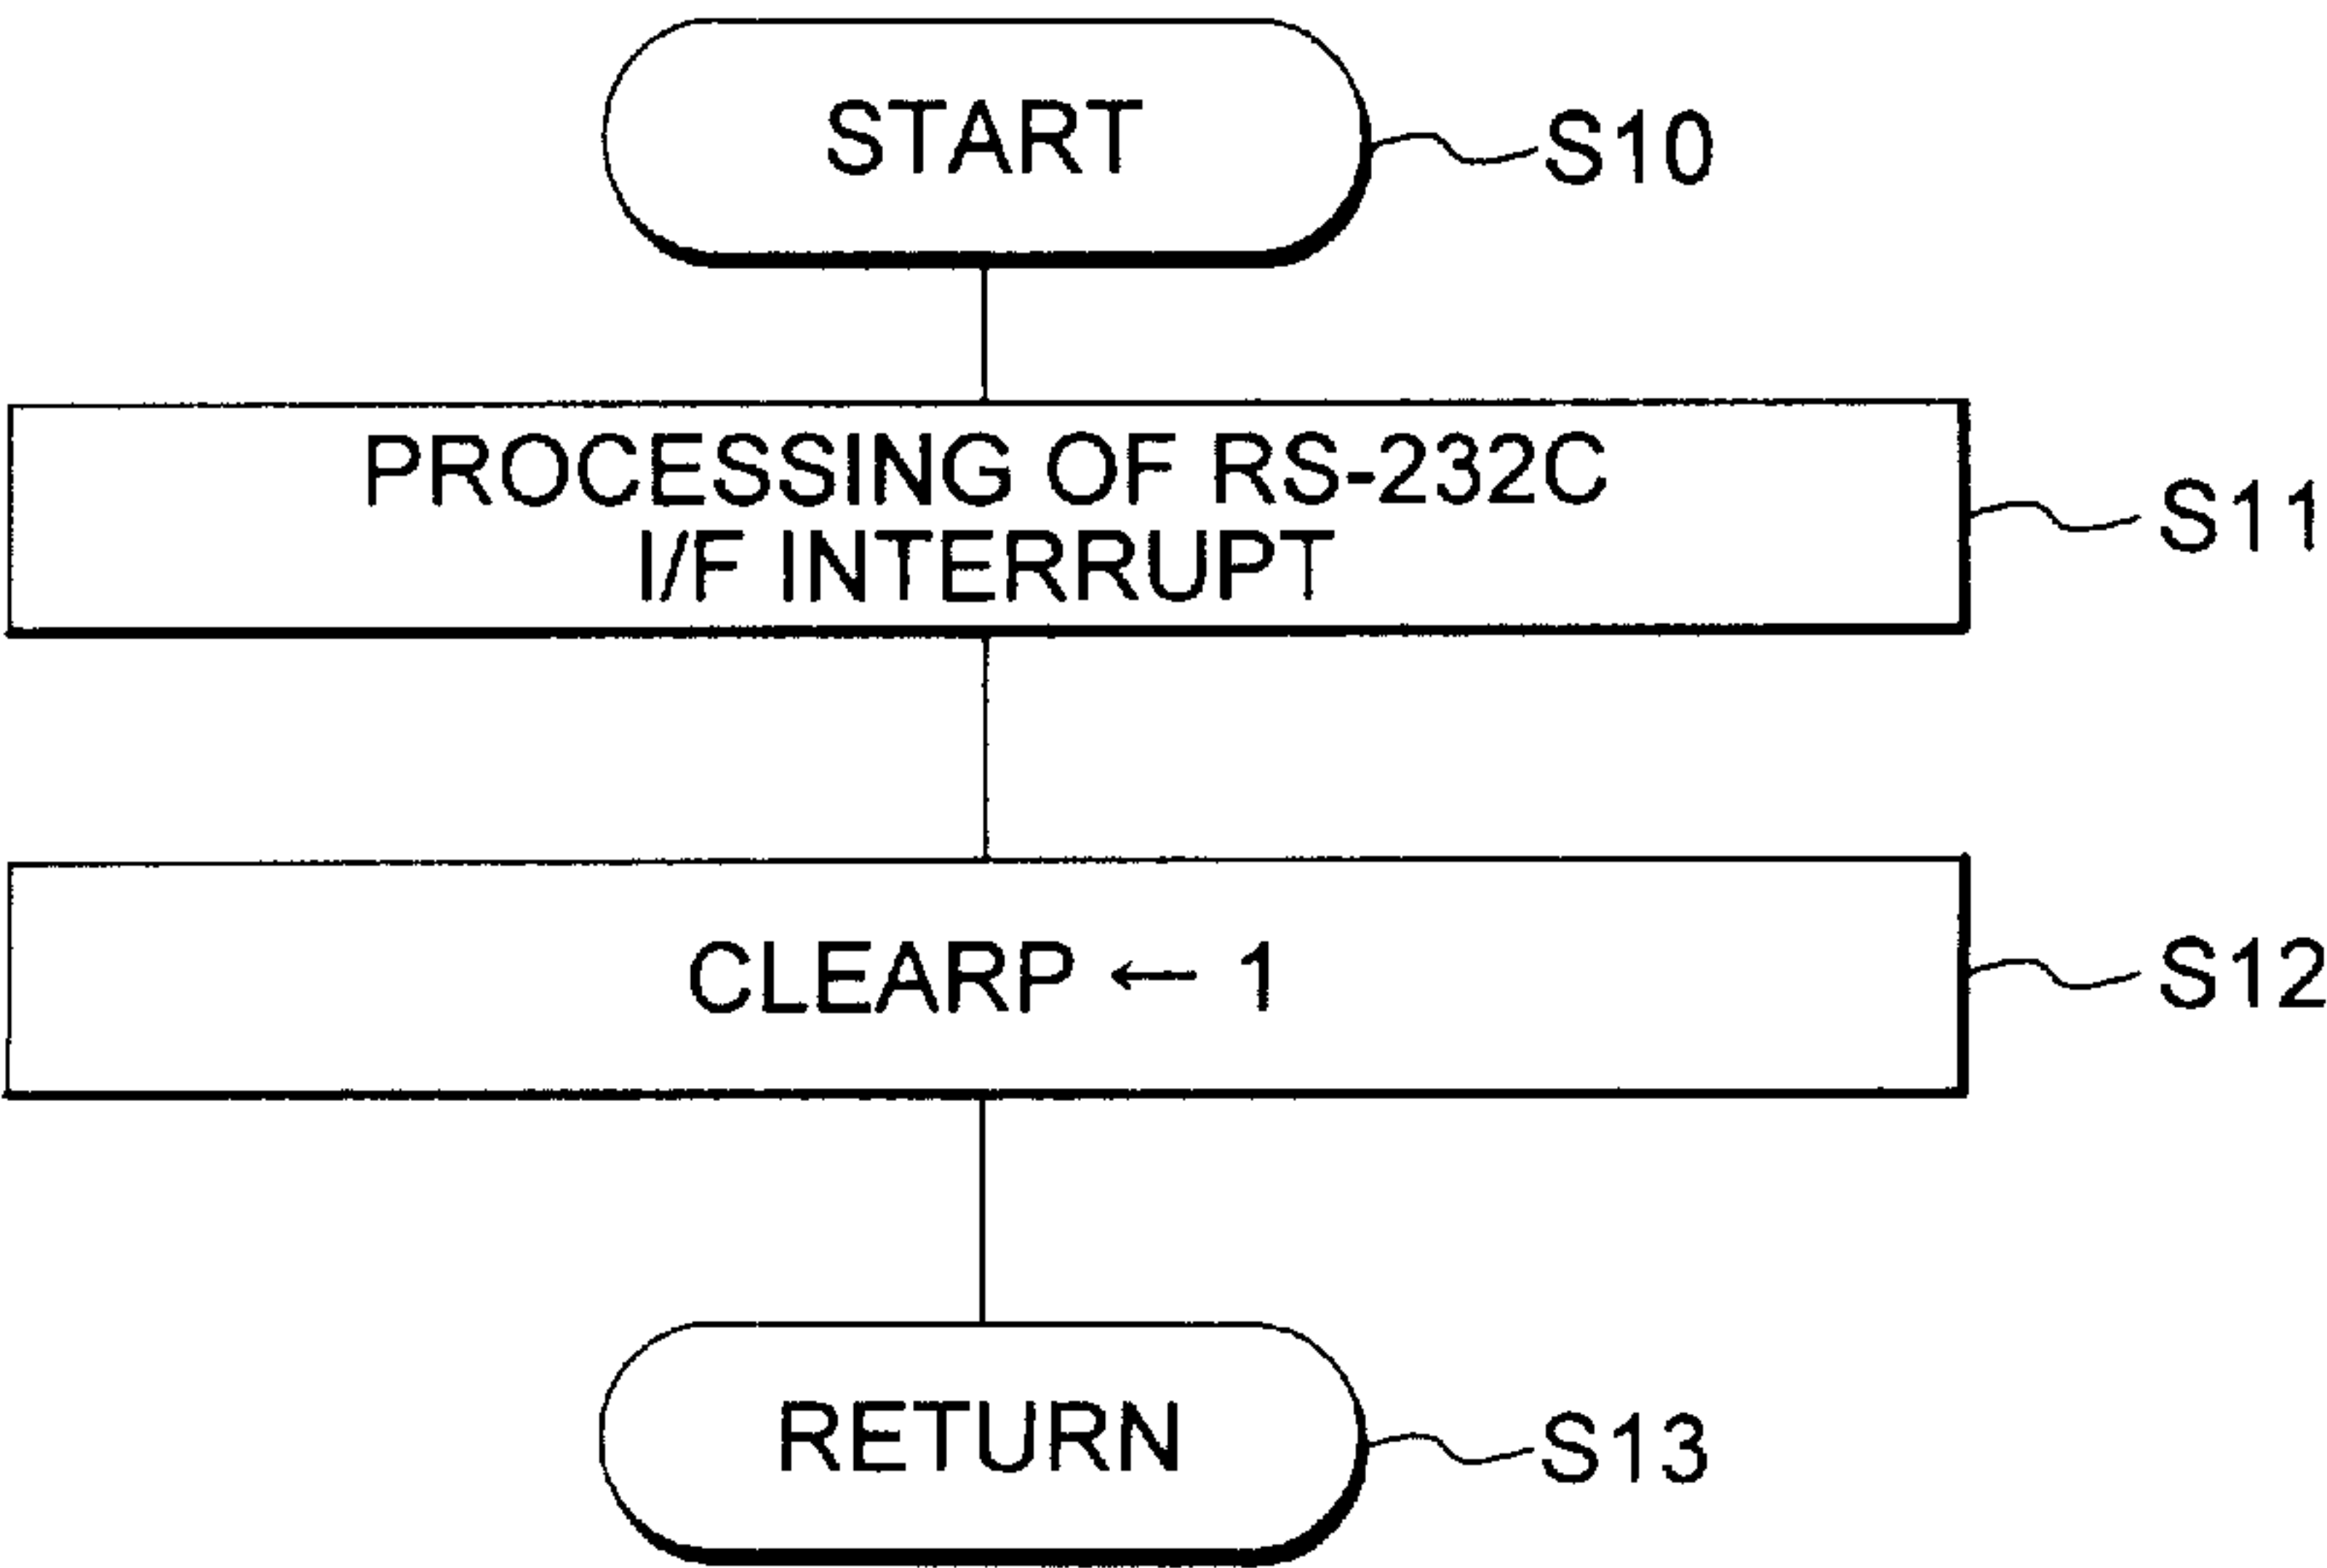 START
S10
PROCESSING OF RS-232C
I/F INTERRUPT
S11
CLEARP ← 1
S12
RETURN
S13